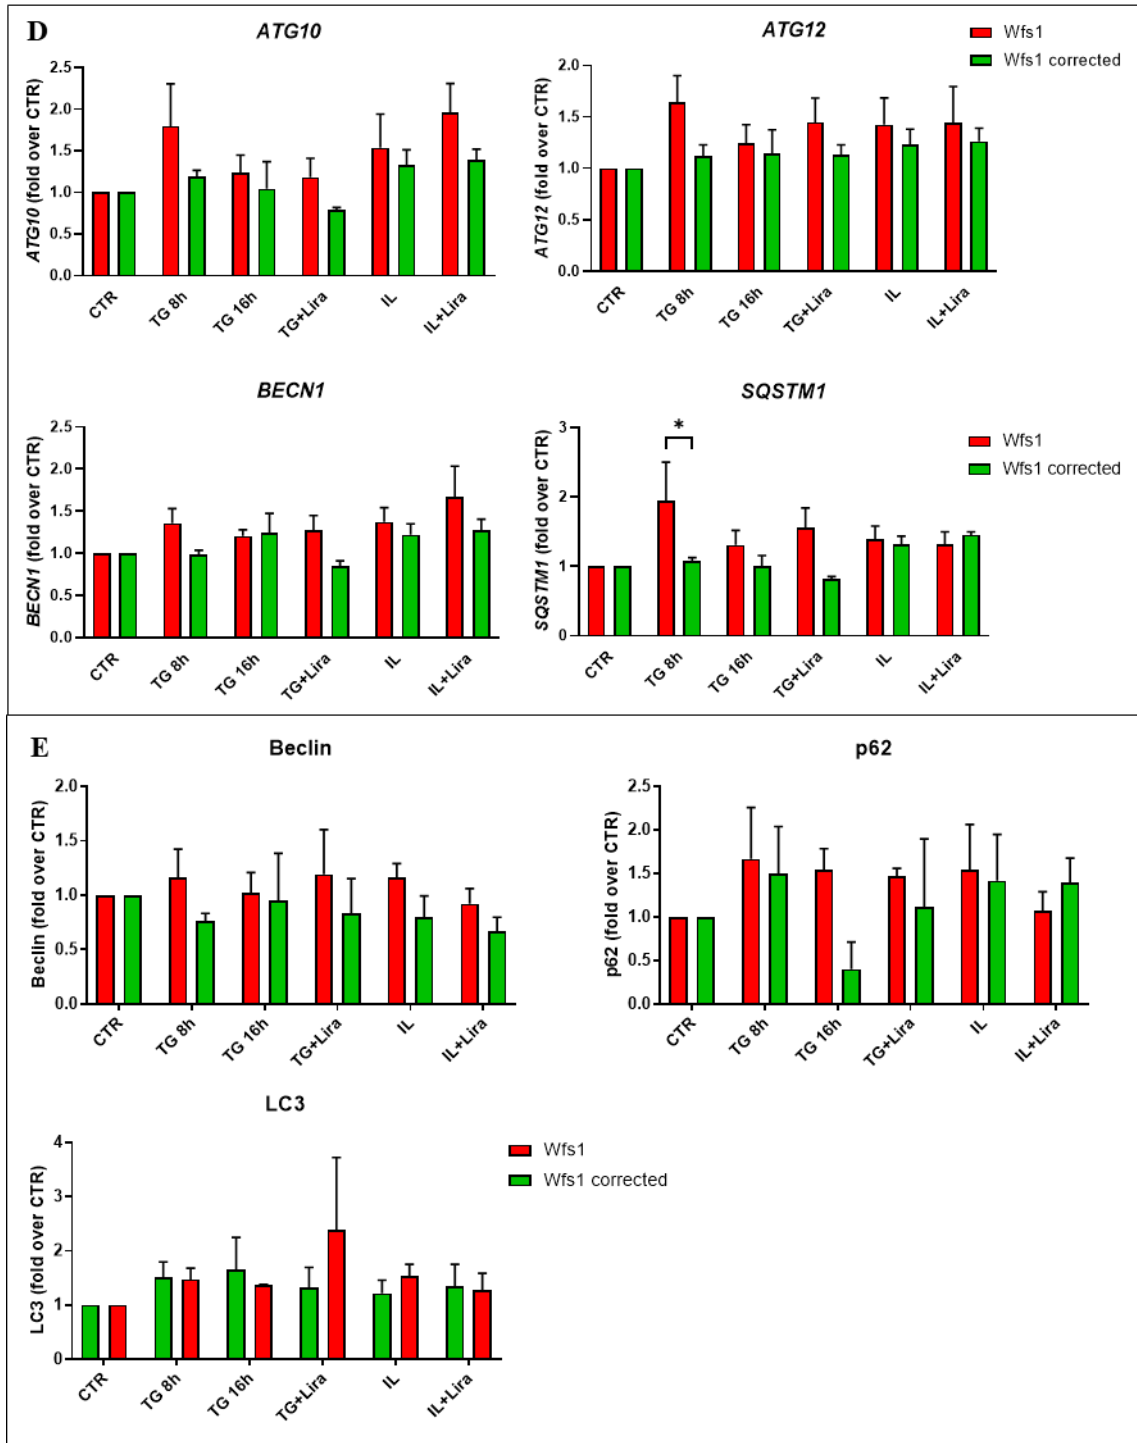 D
ATG10
ATG12
Wfs1
Wfs1 corrected
ATG10 (fold over CTR)
2.5
2.0
1.5
1.0
0.5
0.0
CTR
TG 8h
TG 16h
TG+Lira
IL
IL+Lira
ATG12 (fold over CTR)
2.0
1.5
1.0
0.5
0.0
CTR
TG 8h
TG 16h
TG+Lira
IL
IL+Lira
BECN1
BECN1 (fold over CTR)
2.5
2.0
1.5
1.0
0.5
0.0
CTR
TG 8h
TG 16h
TG+Lira
IL
IL+Lira
SQSTM1
SQSTM1 (fold over CTR)
3
2
1
0
*
CTR
TG 8h
TG 16h
TG+Lira
IL
IL+Lira
Wfs1
Wfs1 corrected
E
Beclin
Beclin (fold over CTR)
2.0
1.5
1.0
0.5
0.0
CTR
TG 8h
TG 16h
TG+Lira
IL
IL+Lira
p62
p62 (fold over CTR)
2.5
2.0
1.5
1.0
0.5
0.0
CTR
TG 8h
TG 16h
TG+Lira
IL
IL+Lira
LC3
LC3 (fold over CTR)
4
3
2
1
0
CTR
TG 8h
TG 16h
TG+Lira
IL
IL+Lira
Wfs1
Wfs1 corrected